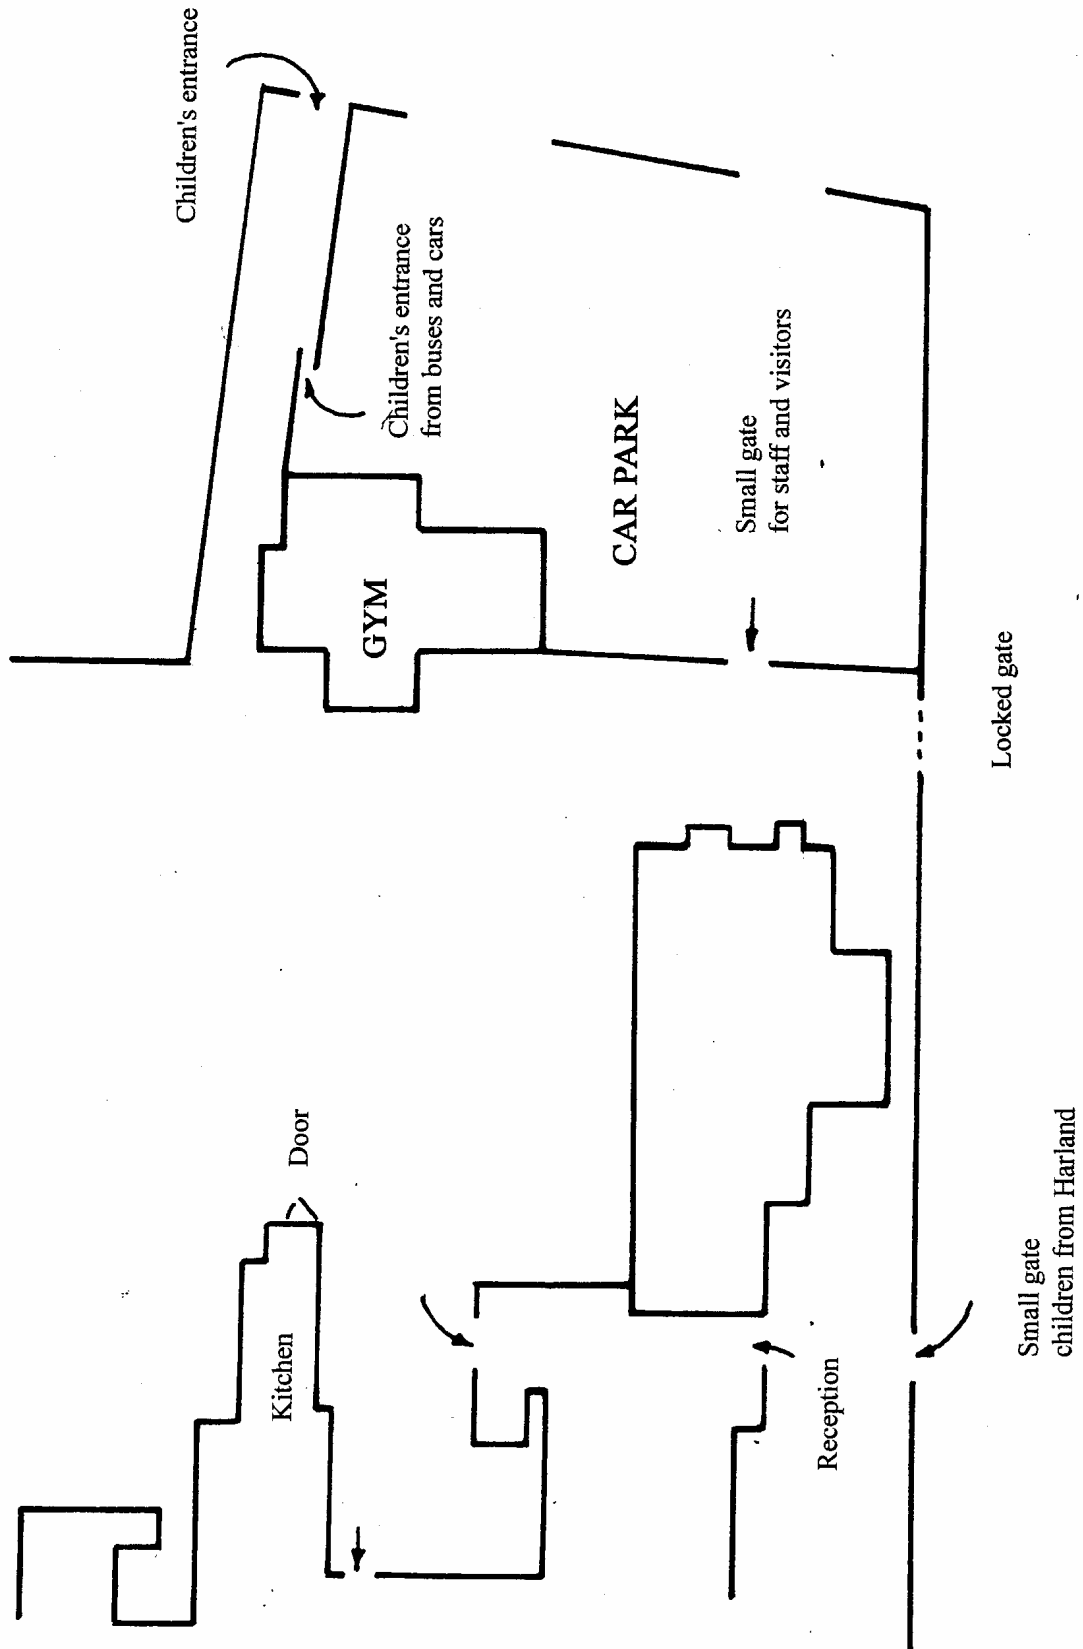 Children's entrance
Children's entrance
from buses and cars
GYM
CAR PARK
Small gate
for staff and visitors
Locked gate
Door
Kitchen
Reception
Small gate
children from Harland